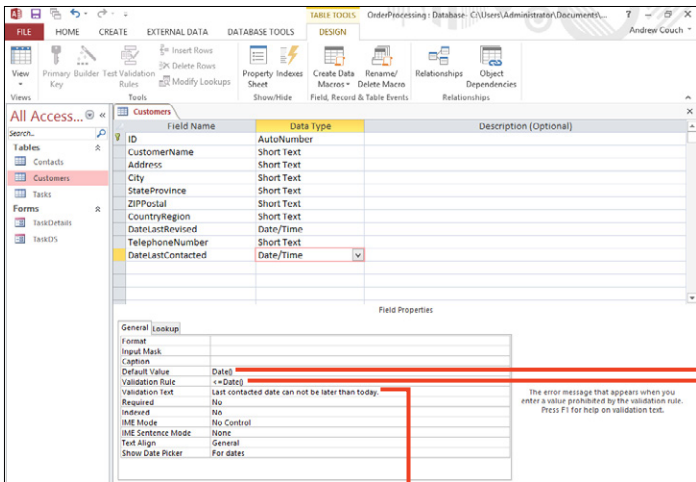 TABLE TOOLS OrderProcessing : Database- C:\Users\Administrator\Documents\... ? 
FILE HOME CREATE EXTERNAL DATA DATABASE TOOLS DESIGN Andrew Couch
View Primary Key Builder Test Validation Rules Insert Rows Delete Rows Modify Lookups Property Sheet Indexes Create Data Macros Rename/ Delete Macro Relationships Object Dependencies
Views Tools Show/Hide Field, Record & Table Events Relationships
All Access... «
Search...
Tables
Contacts
Customers
Tasks
Forms
TaskDetails
TaskDS
Customers
Field Name Data Type Description (Optional)
ID AutoNumber
CustomerName Short Text
Address Short Text
City Short Text
StateProvince Short Text
ZIPPostal Short Text
CountryRegion Short Text
DateLastRevised Date/Time
TelephoneNumber Short Text
DateLastContacted Date/Time
Field Properties
General Lookup
Format
Input Mask
Caption
Default Value Date()
Validation Rule <=Date()
Validation Text Last contacted date can not be later than today.
Required No
Indexed No
IME Mode No Control
IME Sentence Mode None
Text Align General
Show Date Picker For dates
The error message that appears when you
enter a value prohibited by the validation rule.
Press F1 for help on validation text.